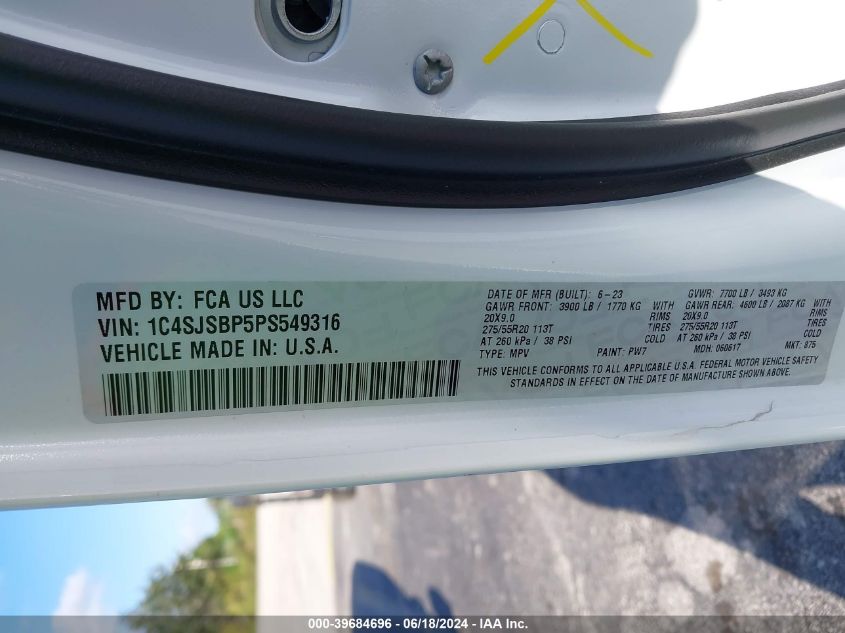 MFD BY: FCA US LLC
VIN: 1C4SJSBP5PS549316
VEHICLE MADE IN: U.S.A.
DATE OF MFR (BUILT): 6-23 GVWR: 7700 LB / 3493 KG
GAWR FRONT: 3900 LB / 1770 KG WITH GAWR REAR: 4600 LB / 2087 KG WITH
20X9.0 RIMS 20X9.0 RIMS
275/55R20 113T TIRES 275/55R20 113T TIRES
AT 260 kPa / 38 PSI COLD AT 260 kPa / 38 PSI COLD
TYPE: MPV PAINT: PW7 MDH: 060617 MKT: 875
THIS VEHICLE CONFORMS TO ALL APPLICABLE U.S.A. FEDERAL MOTOR VEHICLE SAFETY
STANDARDS IN EFFECT ON THE DATE OF MANUFACTURE SHOWN ABOVE.
000-39684696 - 06/18/2024 - IAA Inc.